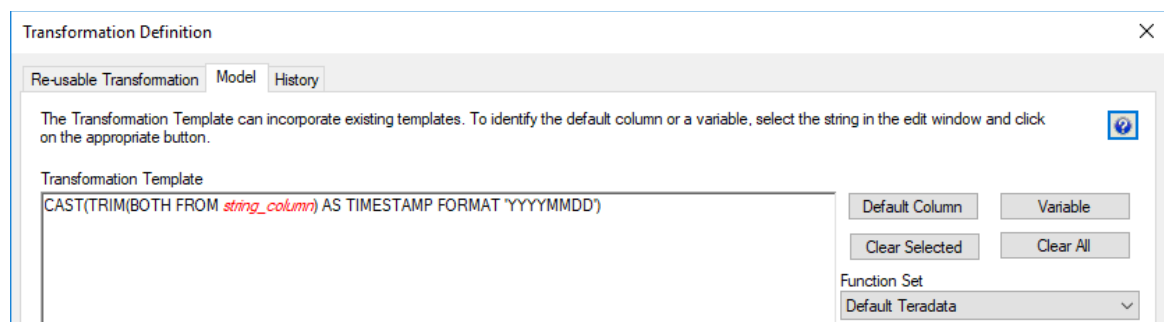 Transformation Definition
Re-usable Transformation Model History
The Transformation Template can incorporate existing templates. To identify the default column or a variable, select the string in the edit window and click
on the appropriate button.
Transformation Template
CAST(TRIM(BOTH FROM string_column) AS TIMESTAMP FORMAT 'YYYYMMDD')
Default Column Variable
Clear Selected Clear All
Function Set
Default Teradata